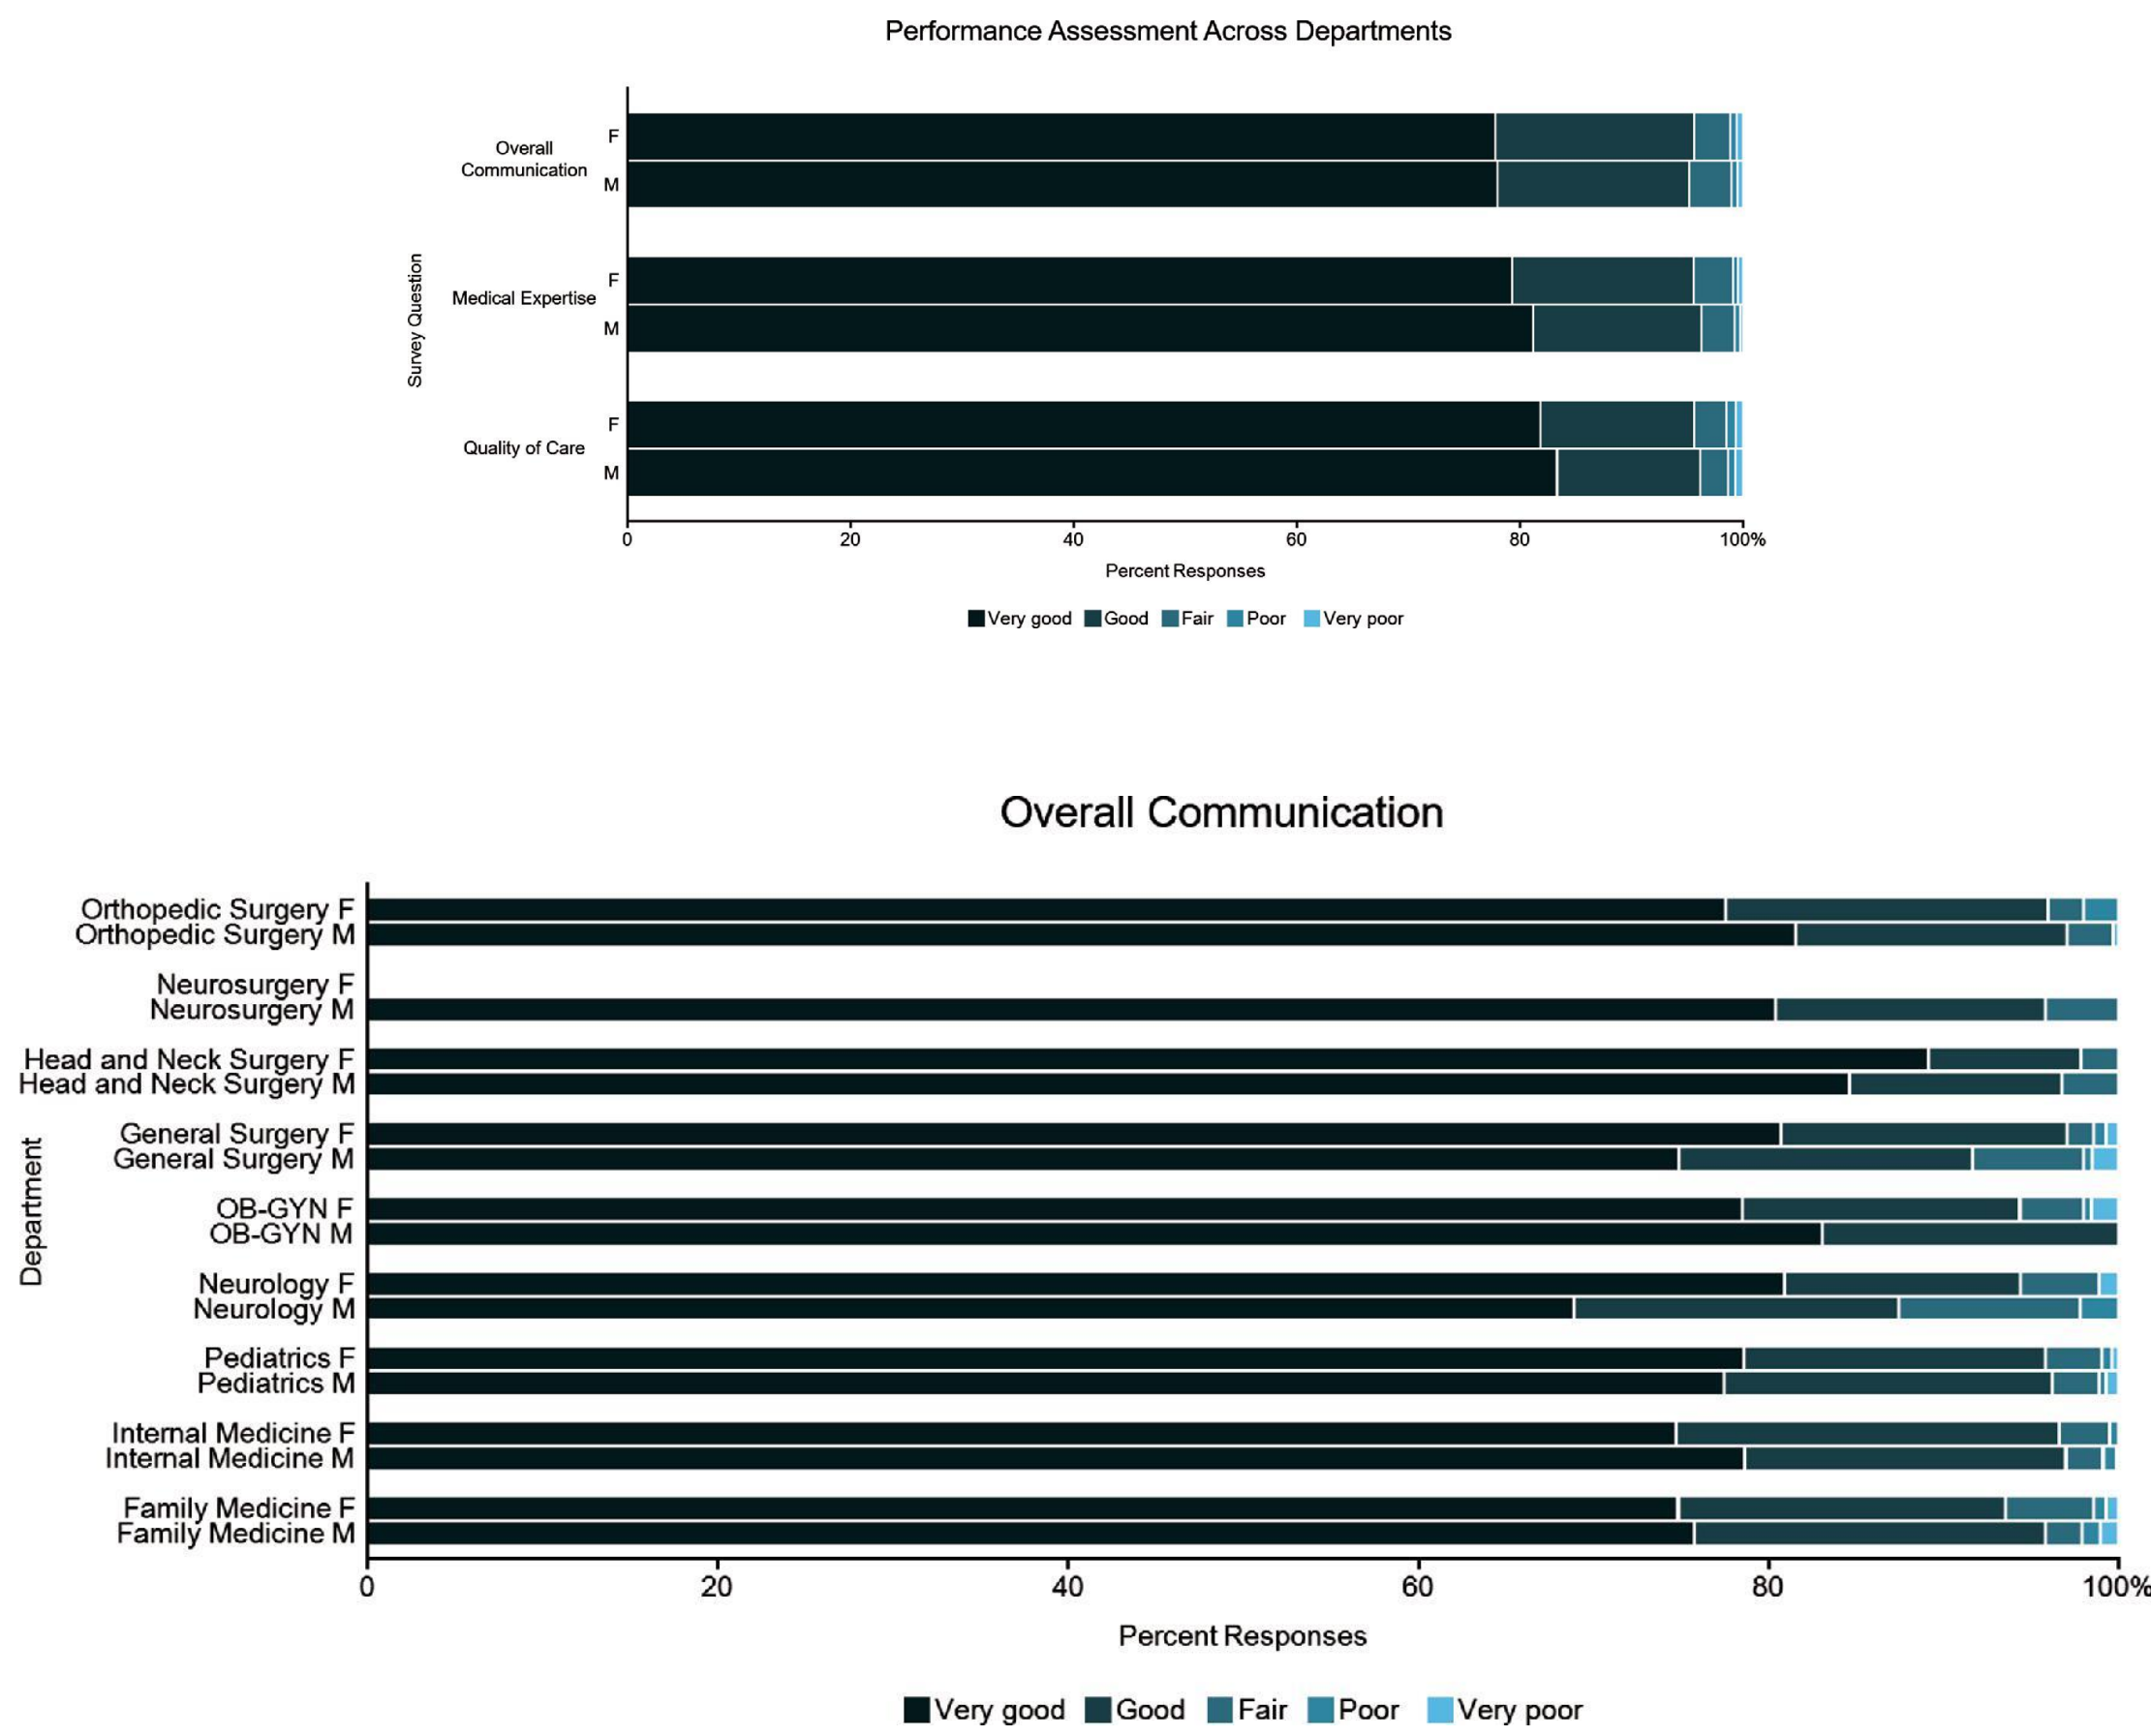 Performance Assessment Across Departments
Survey Question
Overall
Communication
F
M
Medical Expertise
F
M
Quality of Care
F
M
0 20 40 60 80 100%
Percent Responses
Very good Good Fair Poor Very poor
Overall Communication
Department
Orthopedic Surgery F
Orthopedic Surgery M
Neurosurgery F
Neurosurgery M
Head and Neck Surgery F
Head and Neck Surgery M
General Surgery F
General Surgery M
OB-GYN F
OB-GYN M
Neurology F
Neurology M
Pediatrics F
Pediatrics M
Internal Medicine F
Internal Medicine M
Family Medicine F
Family Medicine M
0 20 40 60 80 100%
Percent Responses
Very good Good Fair Poor Very poor